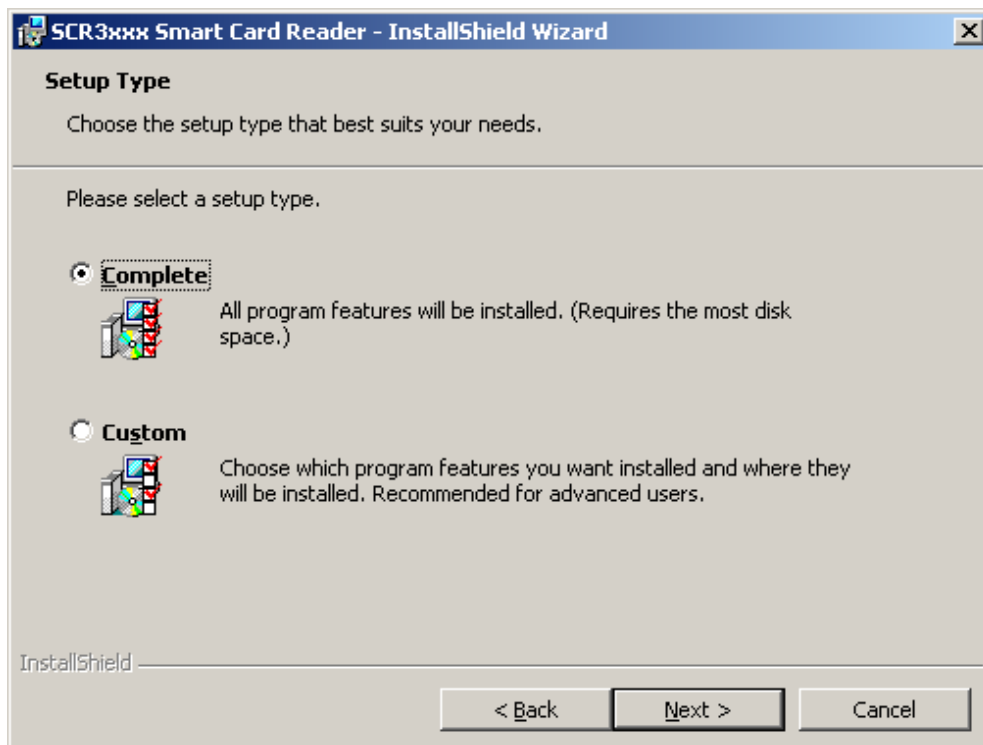 SCR3xxx Smart Card Reader - InstallShield Wizard
Setup Type
Choose the setup type that best suits your needs.
Please select a setup type.
Complete
All program features will be installed. (Requires the most disk
space.)
Custom
Choose which program features you want installed and where they
will be installed. Recommended for advanced users.
InstallShield
< Back
Next >
Cancel